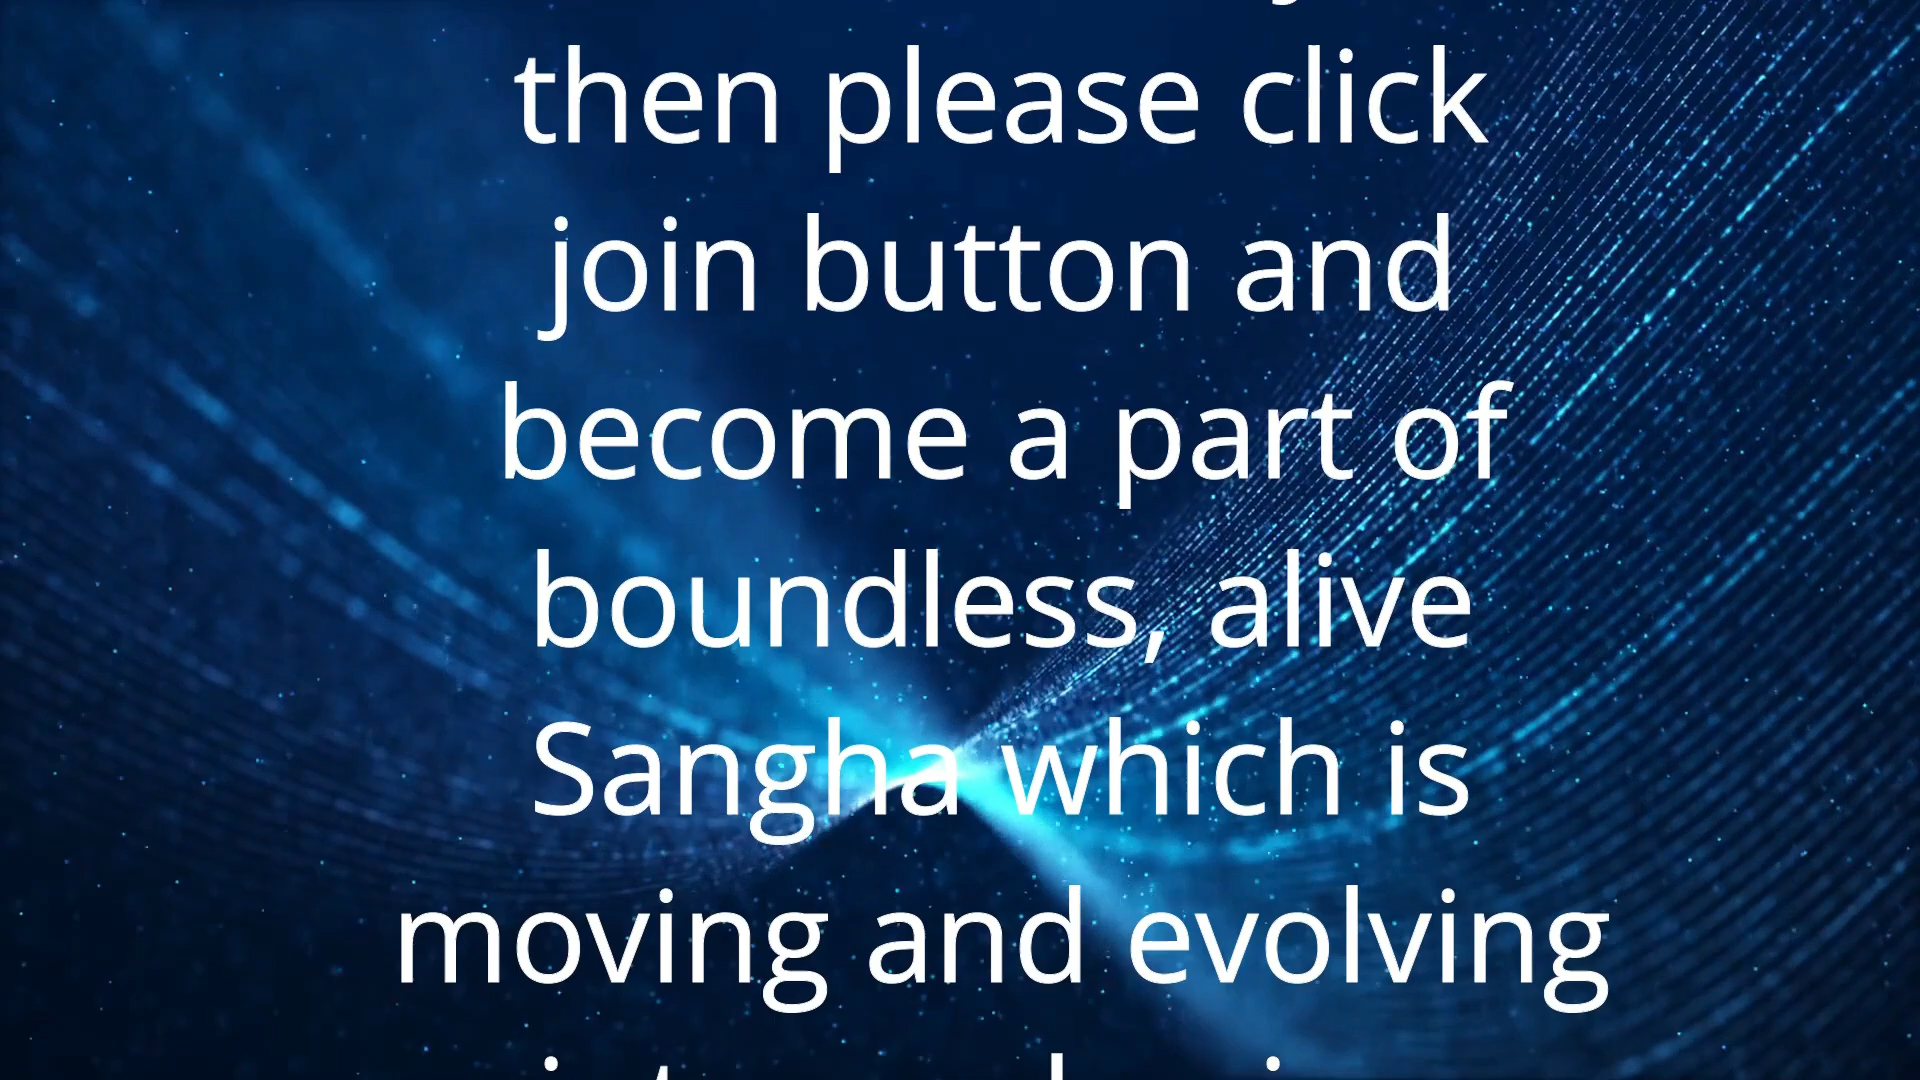 then please click
join button and
become a part of
boundless, alive
Sangha which is
moving and evolving